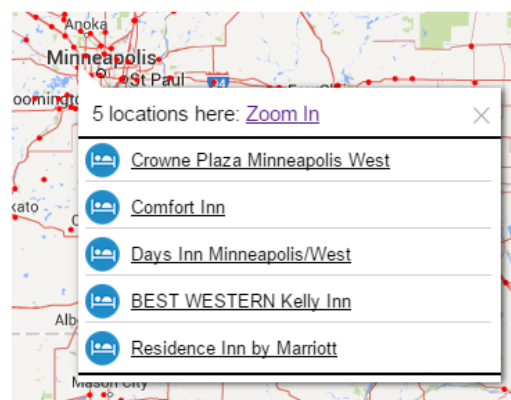 Anoka
Minneapolis
St Paul
94
oomingto
5 locations here: Zoom In
Crowne Plaza Minneapolis West
kato
Comfort Inn
Days Inn Minneapolis/West
BEST WESTERN Kelly Inn
Alb
Residence Inn by Marriott
Mason City